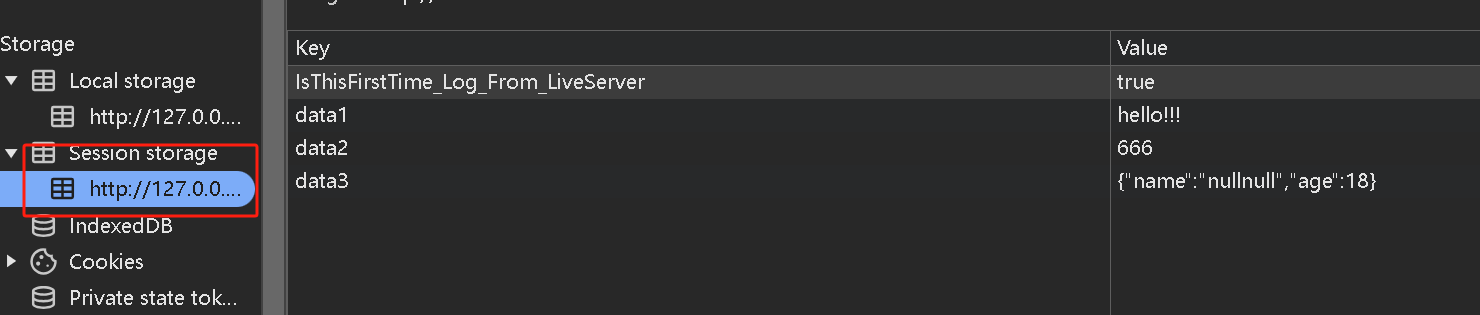 Storage
Local storage
http://127.0.0....
Session storage
http://127.0.0....
IndexedDB
Cookies
Private state tok...
Key Value
IsThisFirstTime_Log_From_LiveServer true
data1 hello!!!
data2 666
data3 {"name":"nullnull","age":18}